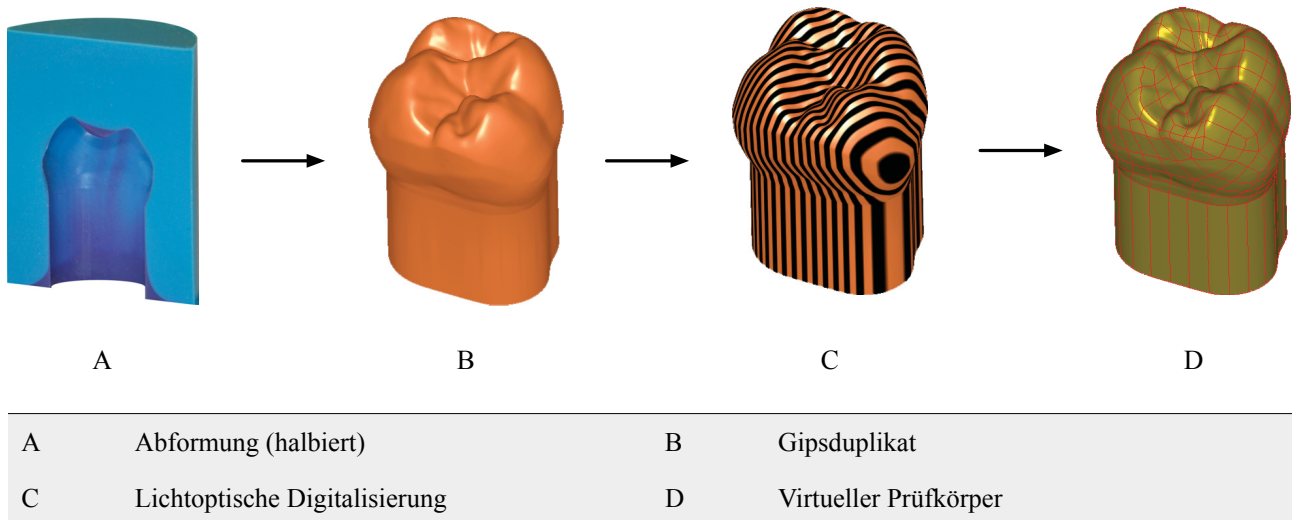 A B C D
A Abformung (halbiert) B Gipsduplikat
C Lichtoptische Digitalisierung D Virtueller Prüfkörper